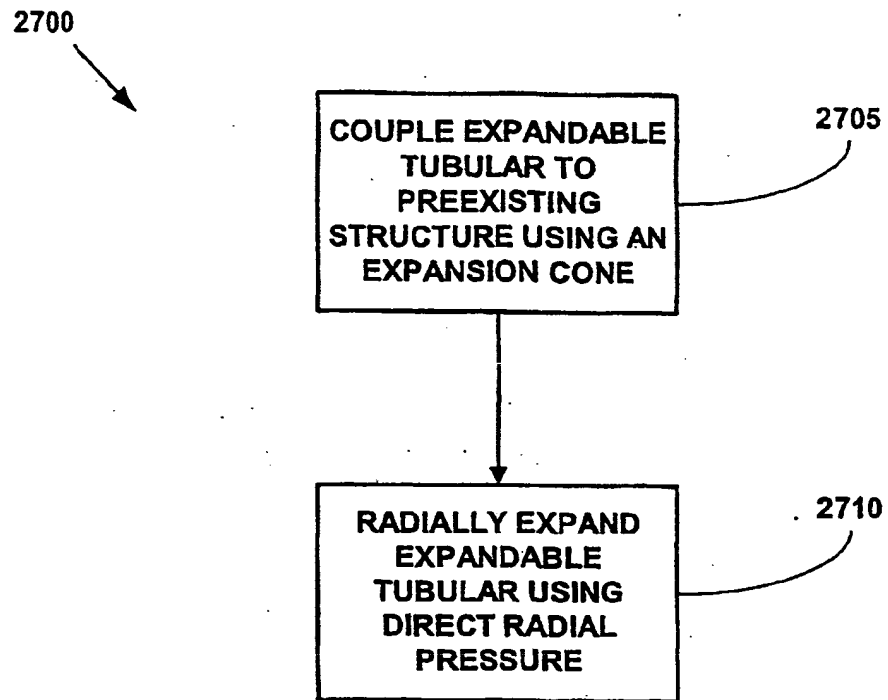 2700
COUPLE EXPANDABLE
TUBULAR TO
PREEXISTING
STRUCTURE USING AN
EXPANSION CONE
2705
RADIALLY EXPAND
EXPANDABLE
TUBULAR USING
DIRECT RADIAL
PRESSURE
2710